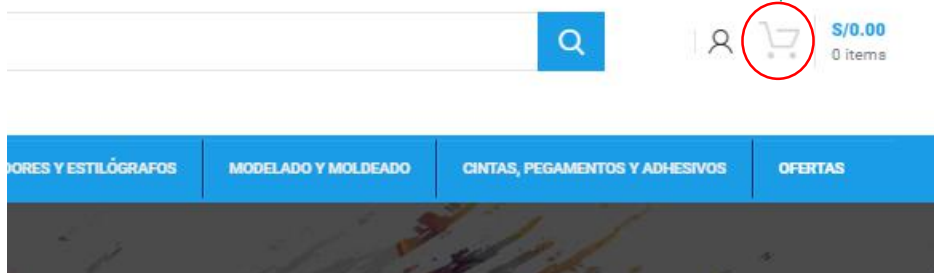 S/0.00
0 items
DORES Y ESTILÓGRAFOS
MODELADO Y MOLDEADO
CINTAS, PEGAMENTOS Y ADHESIVOS
OFERTAS